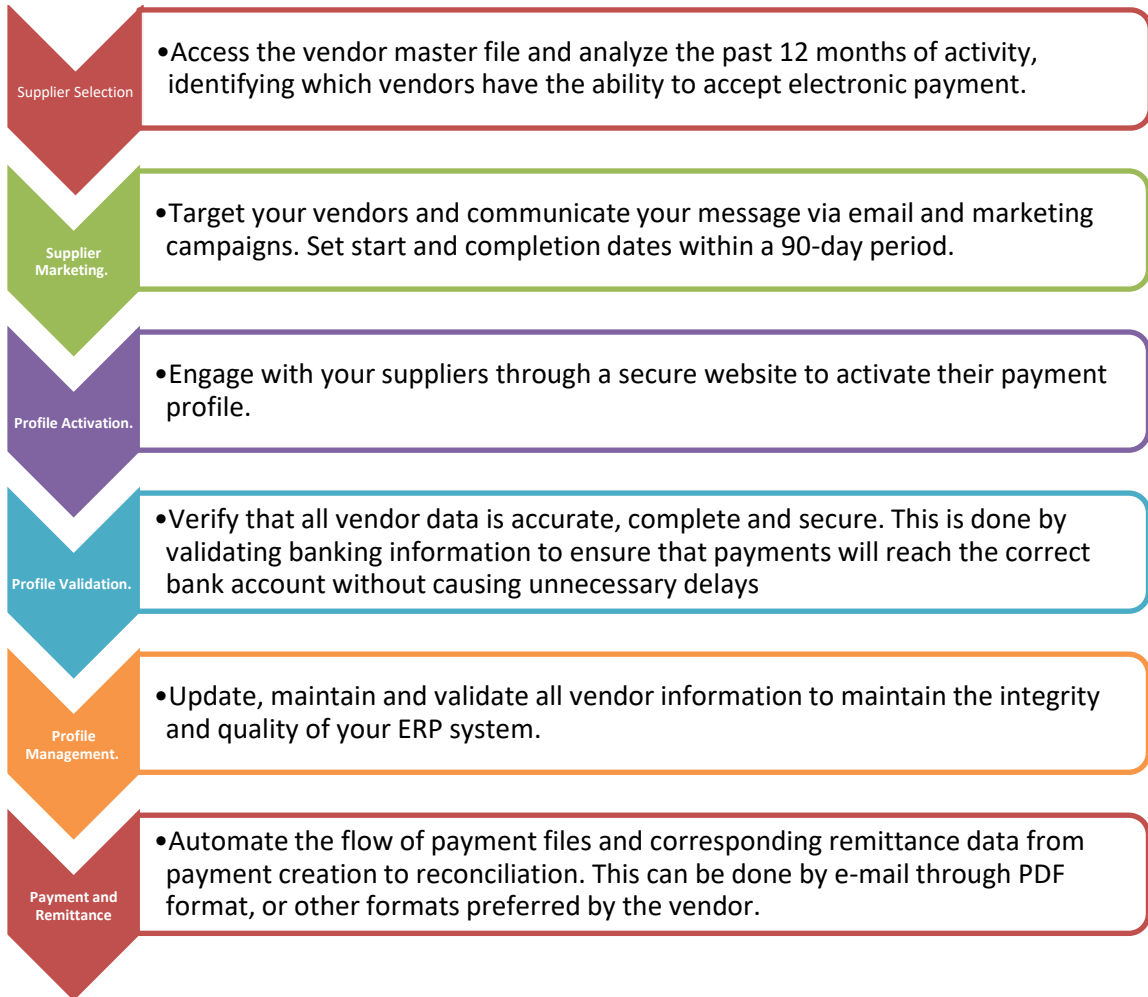 Supplier Selection
•Access the vendor master file and analyze the past 12 months of activity,
identifying which vendors have the ability to accept electronic payment.
Supplier
Marketing.
•Target your vendors and communicate your message via email and marketing
campaigns. Set start and completion dates within a 90-day period.
Profile Activation.
•Engage with your suppliers through a secure website to activate their payment
profile.
Profile Validation.
•Verify that all vendor data is accurate, complete and secure. This is done by
validating banking information to ensure that payments will reach the correct
bank account without causing unnecessary delays
Profile
Management.
•Update, maintain and validate all vendor information to maintain the integrity
and quality of your ERP system.
Payment and
Remittance
•Automate the flow of payment files and corresponding remittance data from
payment creation to reconciliation. This can be done by e-mail through PDF
format, or other formats preferred by the vendor.